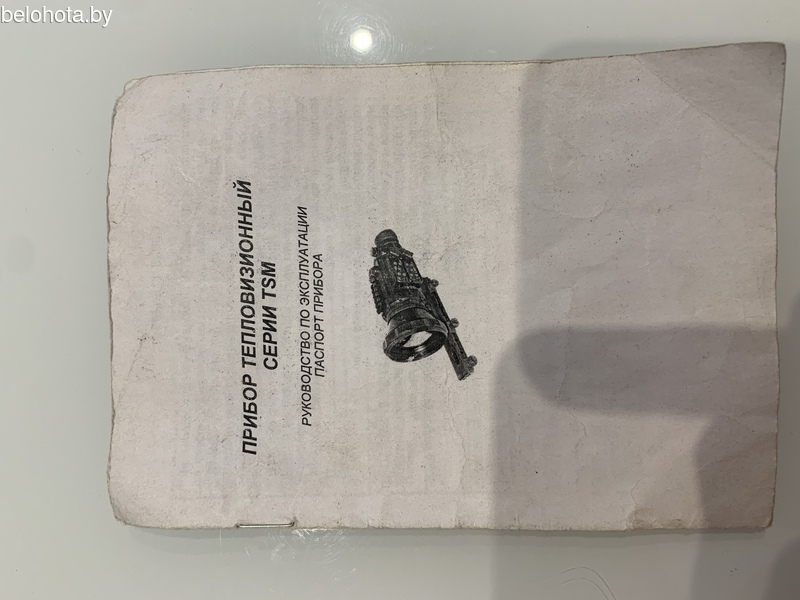 belohota.by
ПРИБОР ТЕПЛОВИЗИОННЫЙ
СЕРИИ TSM
РУКОВОДСТВО ПО ЭКСПЛУАТАЦИИ
ПАСПОРТ ПРИБОРА